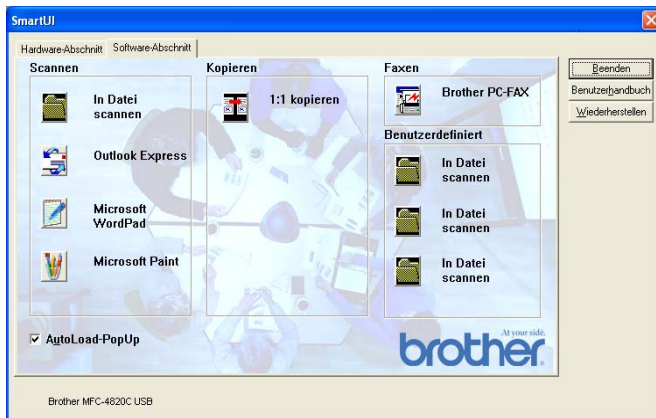 SmartUI
Hardware-Abschnitt Software-Abschnitt
Scannen
In Datei
scannen
Outlook Express
Microsoft
WordPad
Microsoft Paint
AutoLoad-PopUp
Kopieren
1:1 kopieren
Faxen
Brother PC-FAX
Benutzerdefiniert
In Datei
scannen
In Datei
scannen
In Datei
scannen
At your side.
brother
Beenden
Benutzerhandbuch
Wiederherstellen
Brother MFC-4820C USB